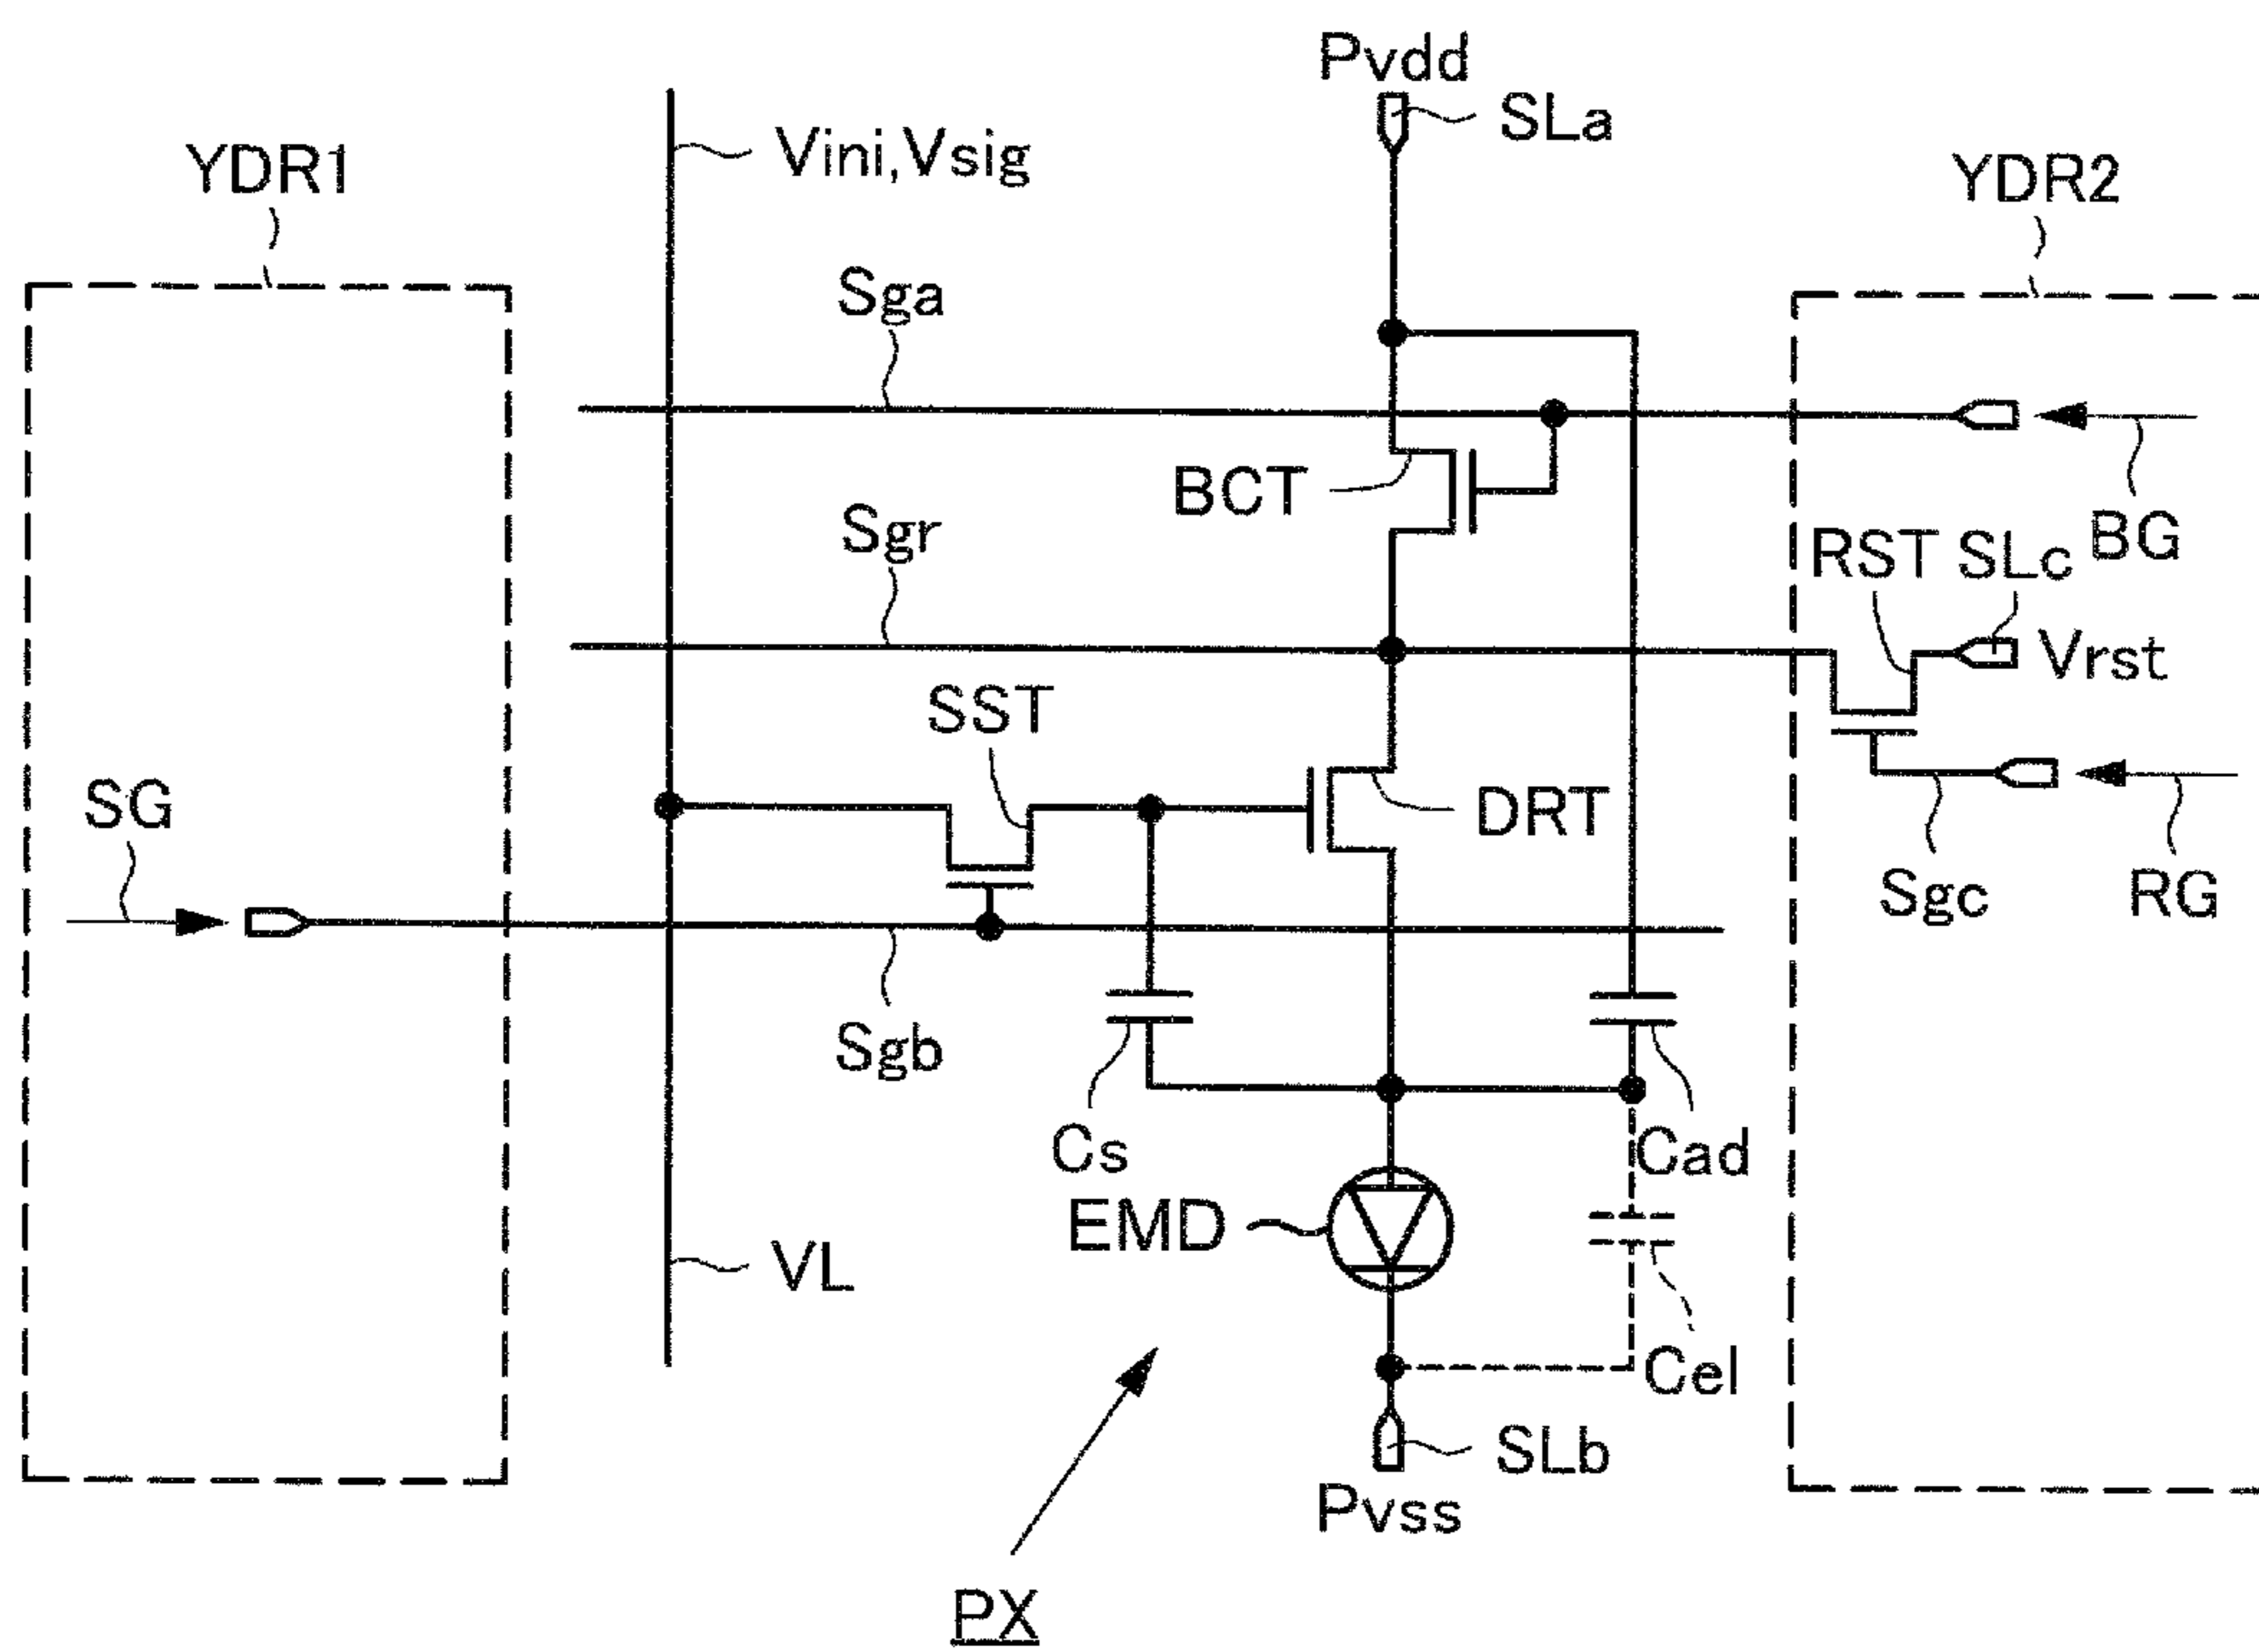 Pvdd
SLa
YDR1
Vini,Vsig
YDR2
Sga
BCT
BG
Sgr
RST SLc
Vrst
SST
SG
DRT
Sgc
RG
Sgb
Cs
Cad
EMD
VL
Cel
SLb
Pvss
PX